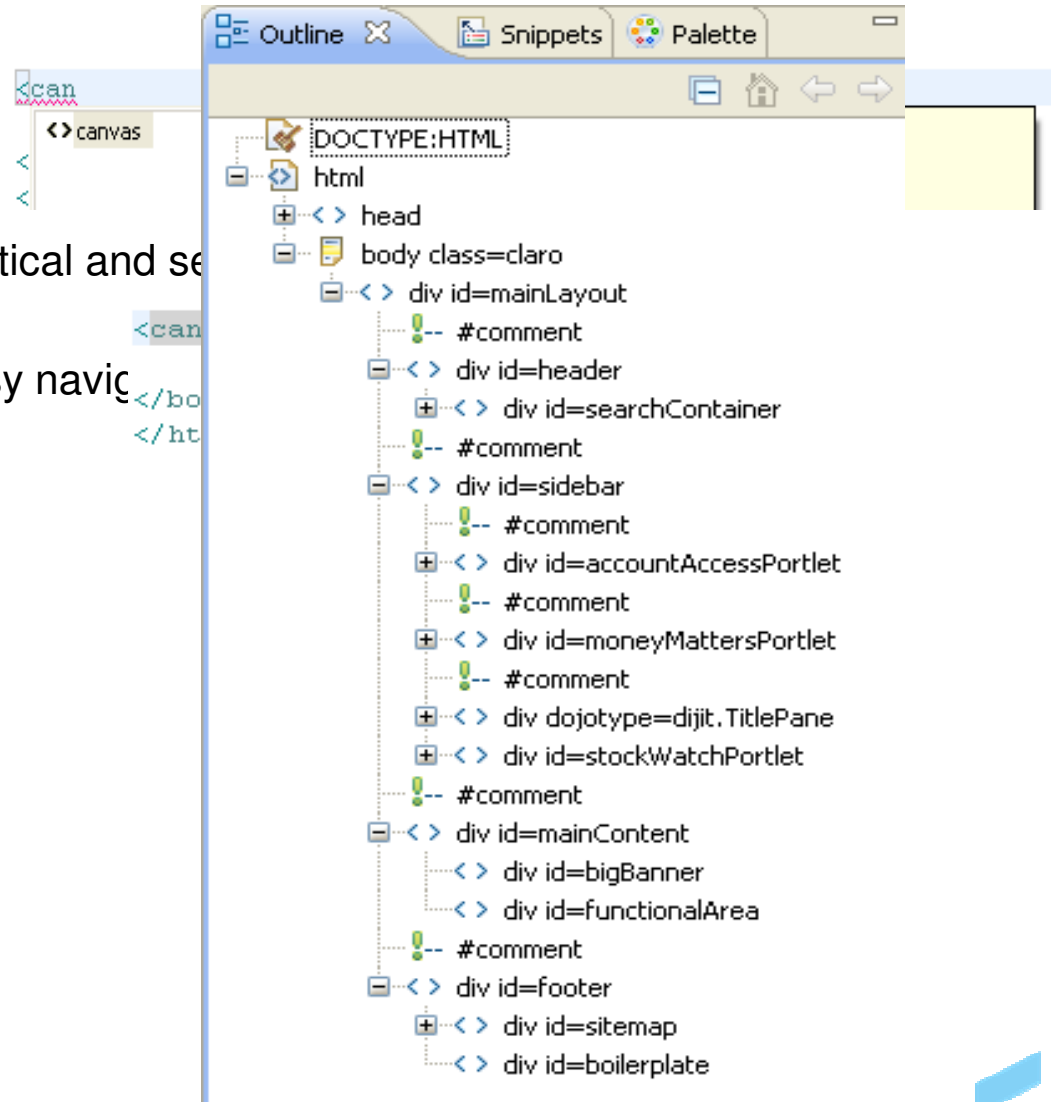 Outline Snippets Palette
<can
<>canvas
<
<
DOCTYPE:HTML
html
head
body class=claro
div id=mainLayout
#comment
div id=header
div id=searchContainer
#comment
div id=sidebar
#comment
div id=accountAccessPortlet
#comment
div id=moneyMattersPortlet
#comment
div dojotype=dijit.TitlePane
div id=stockWatchPortlet
#comment
div id=mainContent
div id=bigBanner
div id=functionalArea
#comment
div id=footer
div id=sitemap
div id=boilerplate
tical and se
<can
y navig
</bo
</ht